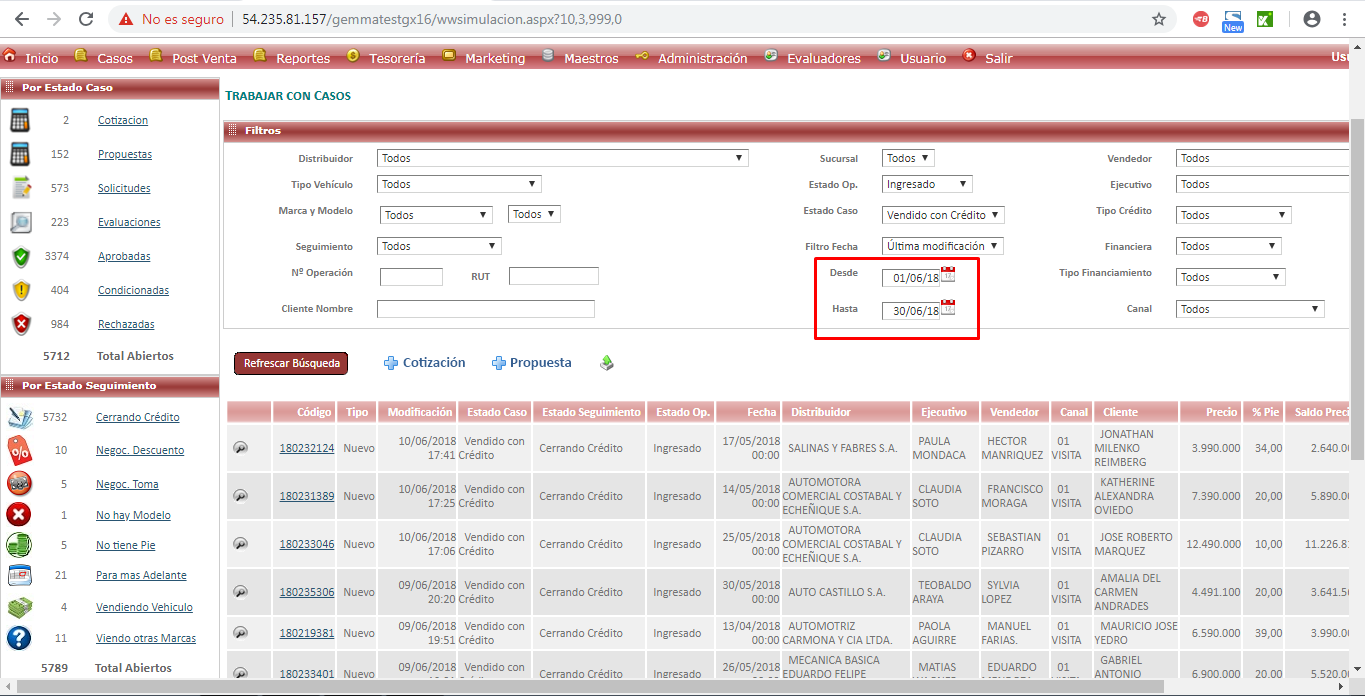 No es seguro
54.235.81.157/gemmatestgx16/wwsimulacion.aspx?10,3,999,0
New
Inicio Casos Post Venta Reportes Tesorería Marketing Maestros Administración Evaluadores Usuario Salir
Por Estado Caso
2 Cotizacion
152 Propuestas
573 Solicitudes
223 Evaluaciones
3374 Aprobadas
404 Condicionadas
984 Rechazadas
5712 Total Abiertos
Por Estado Seguimiento
5732 Cerrando Crédito
10 Negoc. Descuento
5 Negoc. Toma
1 No hay Modelo
5 No tiene Pie
21 Para mas Adelante
4 Vendiendo Vehiculo
11 Viendo otras Marcas
5789 Total Abiertos
TRABAJAR CON CASOS
Filtros
Distribuidor Todos Sucursal Todos Vendedor Todos
Tipo Vehículo Todos Estado Op. Ingresado Ejecutivo Todos
Marca y Modelo Todos Todos Estado Caso Vendido con Crédito Tipo Crédito Todos
Seguimiento Todos Filtro Fecha Última modificación Financiera Todos
Nº Operación RUT Desde 01/06/18 Tipo Financiamiento Todos
Cliente Nombre Hasta 30/06/18 Canal Todos
Refrescar Búsqueda Cotización Propuesta
Código Tipo Modificación Estado Caso Estado Seguimiento Estado Op. Fecha Distribuidor Ejecutivo Vendedor Canal Cliente Precio % Pie Saldo Preci
180232124 Nuevo 10/06/2018 17:41 Vendido con Crédito Cerrando Crédito Ingresado 17/05/2018 00:00 SALINAS Y FABRES S.A. PAULA MONDACA HECTOR MANRIQUEZ 01 VISITA JONATHAN MILENKO REIMBERG 3.990.000 34,00 2.640.0
180231389 Nuevo 10/06/2018 17:25 Vendido con Crédito Cerrando Crédito Ingresado 14/05/2018 00:00 AUTOMOTORA COMERCIAL COSTABAL Y ECHEÑIQUE S.A. CLAUDIA SOTO FRANCISCO MORAGA 01 VISITA KATHERINE ALEXANDRA OVIEDO 7.390.000 20,00 5.890.0
180233046 Nuevo 10/06/2018 17:06 Vendido con Crédito Cerrando Crédito Ingresado 25/05/2018 00:00 AUTOMOTORA COMERCIAL COSTABAL Y ECHEÑIQUE S.A. CLAUDIA SOTO SEBASTIAN PIZARRO 01 VISITA JOSE ROBERTO MARQUEZ 12.490.000 10,00 11.226.8
180235306 Nuevo 09/06/2018 20:20 Vendido con Crédito Cerrando Crédito Ingresado 30/05/2018 00:00 AUTO CASTILLO S.A. TEOBALDO ARAYA SYLVIA LOPEZ 01 VISITA AMALIA DEL CARMEN ANDRADES 4.491.100 20,00 3.641.5
180219381 Nuevo 09/06/2018 19:51 Vendido con Crédito Cerrando Crédito Ingresado 13/04/2018 00:00 AUTOMOTRIZ CARMONA Y CIA LTDA. PAOLA AGUIRRE MANUEL FARIAS. 01 VISITA MAURICIO JOSE YEDRO 6.590.000 39,00 3.990.0
180233401 Nuevo 09/06/2018 Vendido con Crédito Cerrando Crédito Ingresado 26/05/2018 MECANICA BASICA EDUARDO FELIPE MATIAS EDUARDO 01 VISITA GABRIEL ANTONIO 6.900.000 20,00 5.520.0